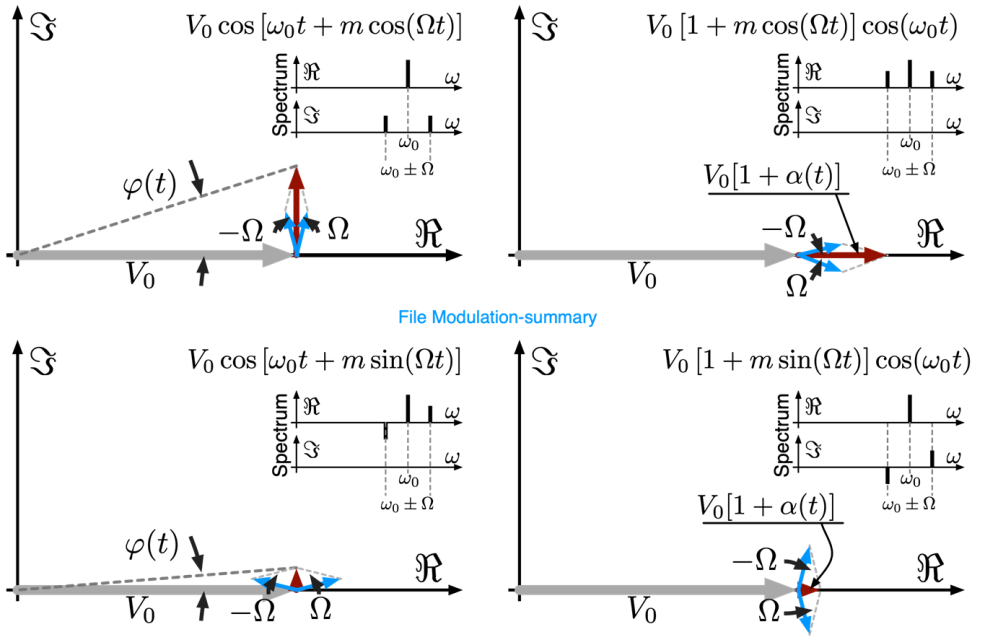 ℑ
V₀ cos [ω₀t + m cos(Ωt)]
Spectrum
ℜ
ω
ℑ
ω
ω₀
ω₀ ± Ω
φ(t)
−Ω
Ω
ℜ
V₀
ℑ
V₀ [1 + m cos(Ωt)] cos(ω₀t)
Spectrum
ℜ
ω
ℑ
ω
ω₀
ω₀ ± Ω
V₀[1 + α(t)]
−Ω
Ω
ℜ
V₀
File Modulation-summary
ℑ
V₀ cos [ω₀t + m sin(Ωt)]
Spectrum
ℜ
ω
ℑ
ω
ω₀
ω₀ ± Ω
φ(t)
−Ω
Ω
ℜ
V₀
ℑ
V₀ [1 + m sin(Ωt)] cos(ω₀t)
Spectrum
ℜ
ω
ℑ
ω
ω₀
ω₀ ± Ω
V₀[1 + α(t)]
−Ω
Ω
ℜ
V₀